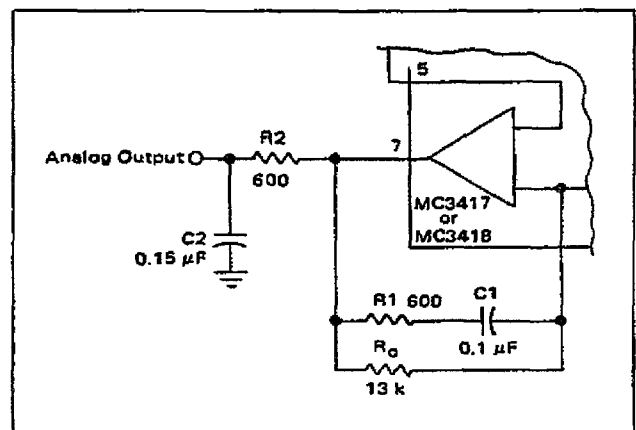 5
R2
Analog Output
7
600
MC3417
or
MC3418
C2
0.15 µF
R1 600 C1
0.1 µF
Ro
13 k